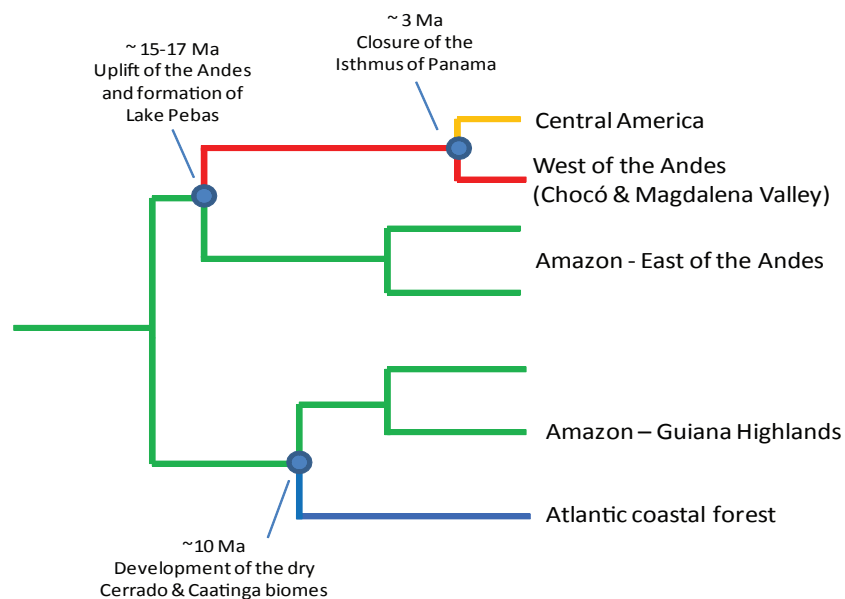 ~ 15-17 Ma
Uplift of the Andes
and formation of
Lake Pebas
~ 3 Ma
Closure of the
Isthmus of Panama
Central America
West of the Andes
(Chocó & Magdalena Valley)
Amazon - East of the Andes
Amazon – Guiana Highlands
Atlantic coastal forest
~10 Ma
Development of the dry
Cerrado & Caatinga biomes